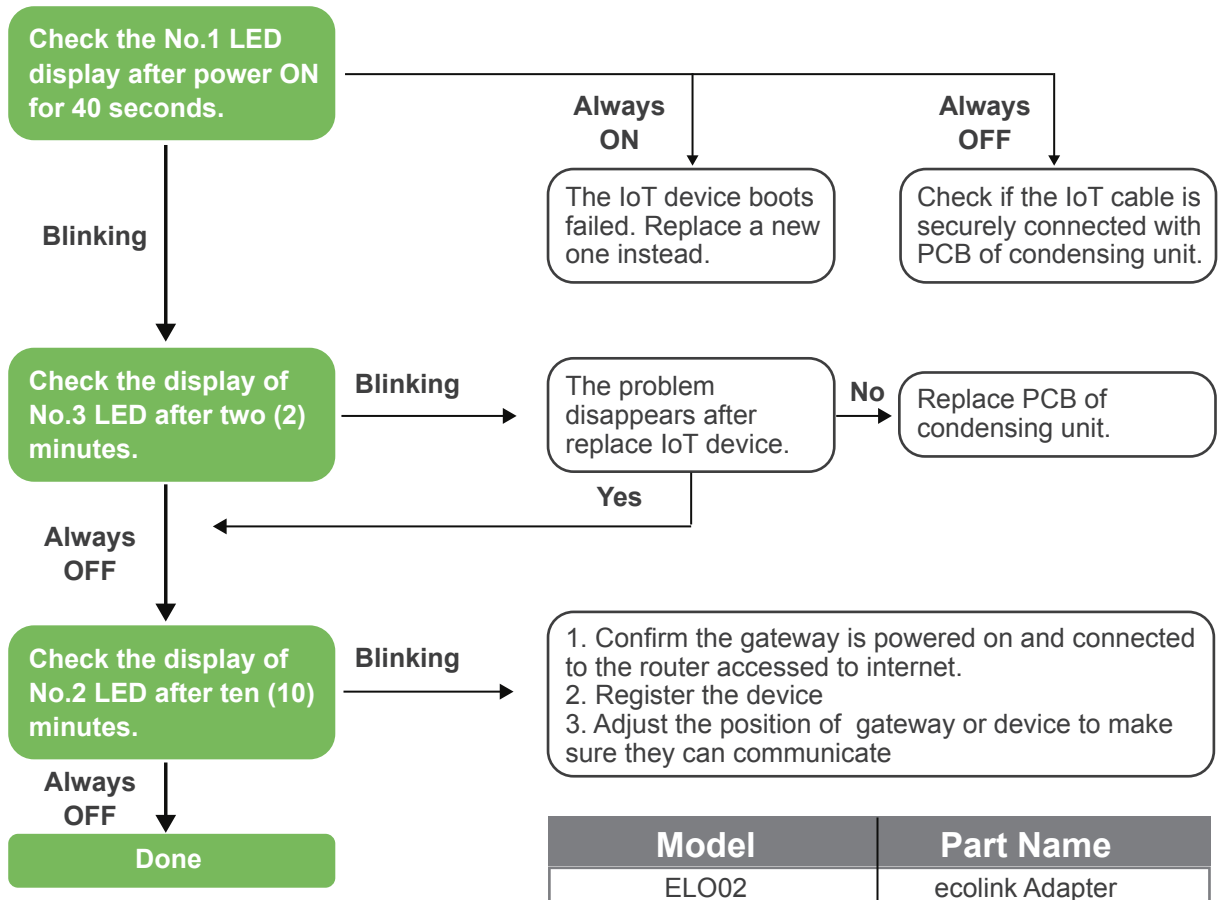 Check the No.1 LED
display after power ON
for 40 seconds.
Always
ON
Always
OFF
The IoT device boots
failed. Replace a new
one instead.
Check if the IoT cable is
securely connected with
PCB of condensing unit.
Blinking
Check the display of
No.3 LED after two (2)
minutes.
Blinking
The problem
disappears after
replace IoT device.
No
Replace PCB of
condensing unit.
Yes
Always
OFF
Check the display of
No.2 LED after ten (10)
minutes.
Blinking
1. Confirm the gateway is powered on and connected
to the router accessed to internet.
2. Register the device
3. Adjust the position of gateway or device to make
sure they can communicate
Always
OFF
Done
Model Part Name
ELO02 ecolink Adapter